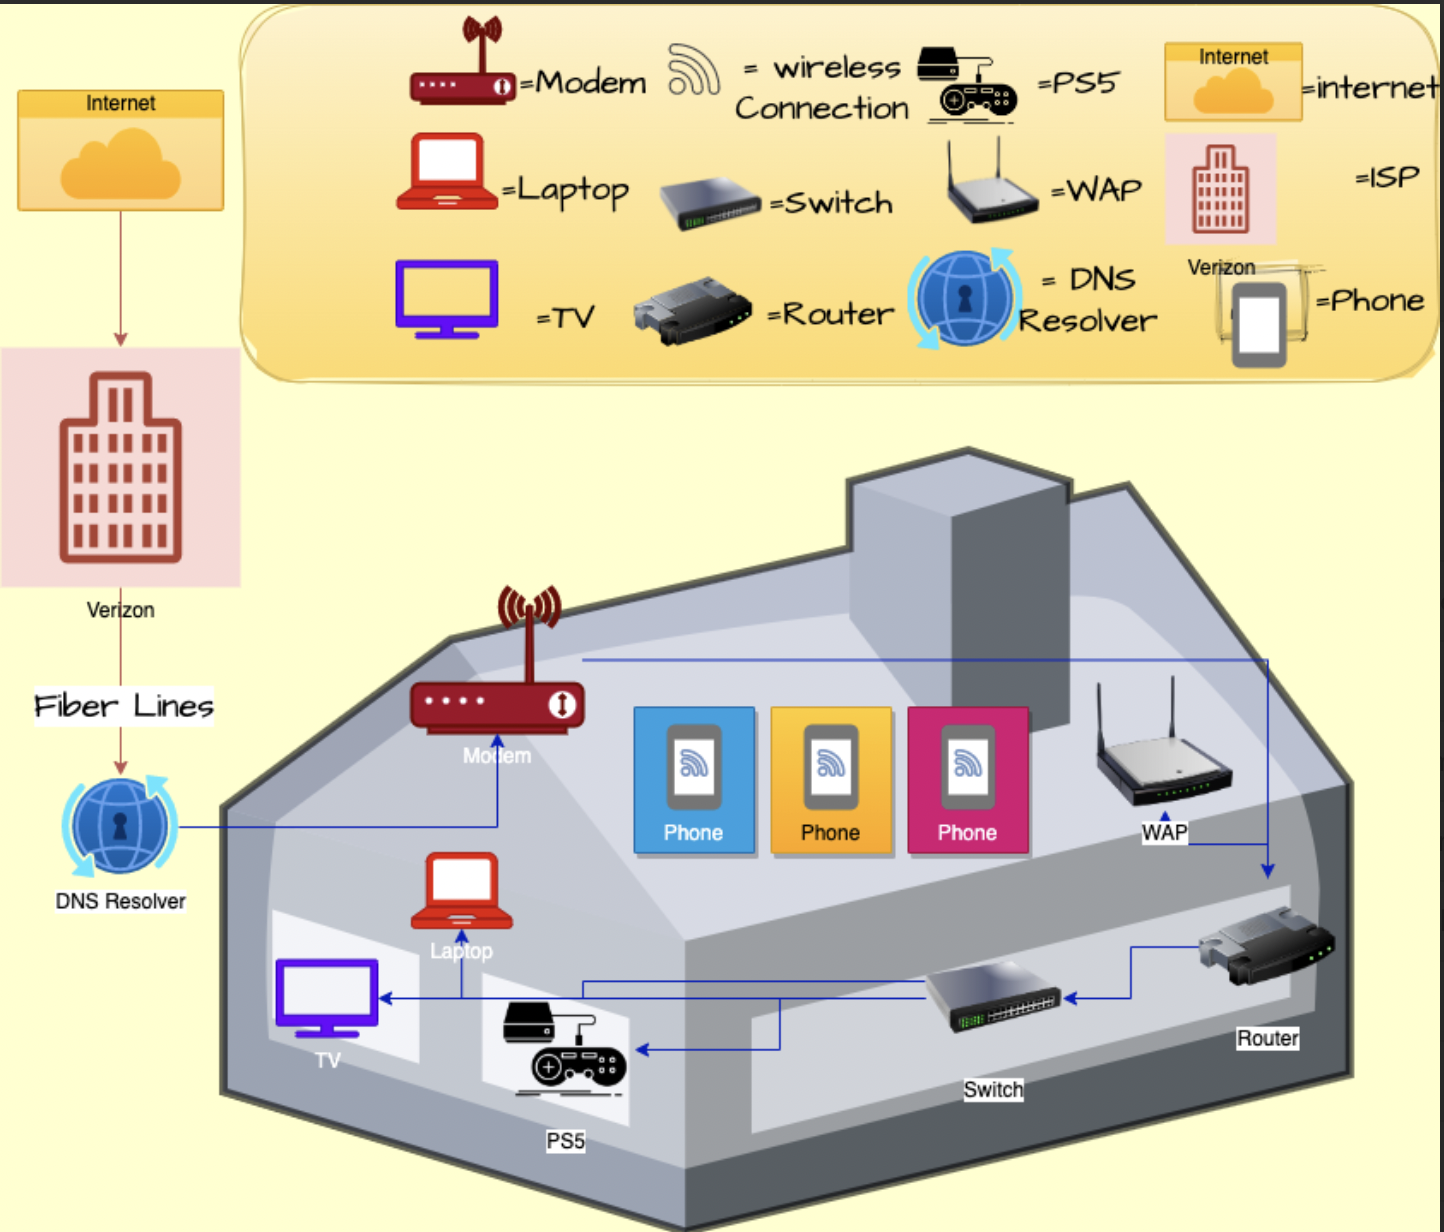 Internet
=Modem
= wireless
Connection
=PS5
Internet
=internet
=Laptop
=Switch
=WAP
=ISP
Verizon
=TV
=Router
= DNS
Resolver
=Phone
Verizon
Fiber Lines
DNS Resolver
Modem
Phone
Phone
Phone
WAP
Laptop
TV
PS5
Switch
Router